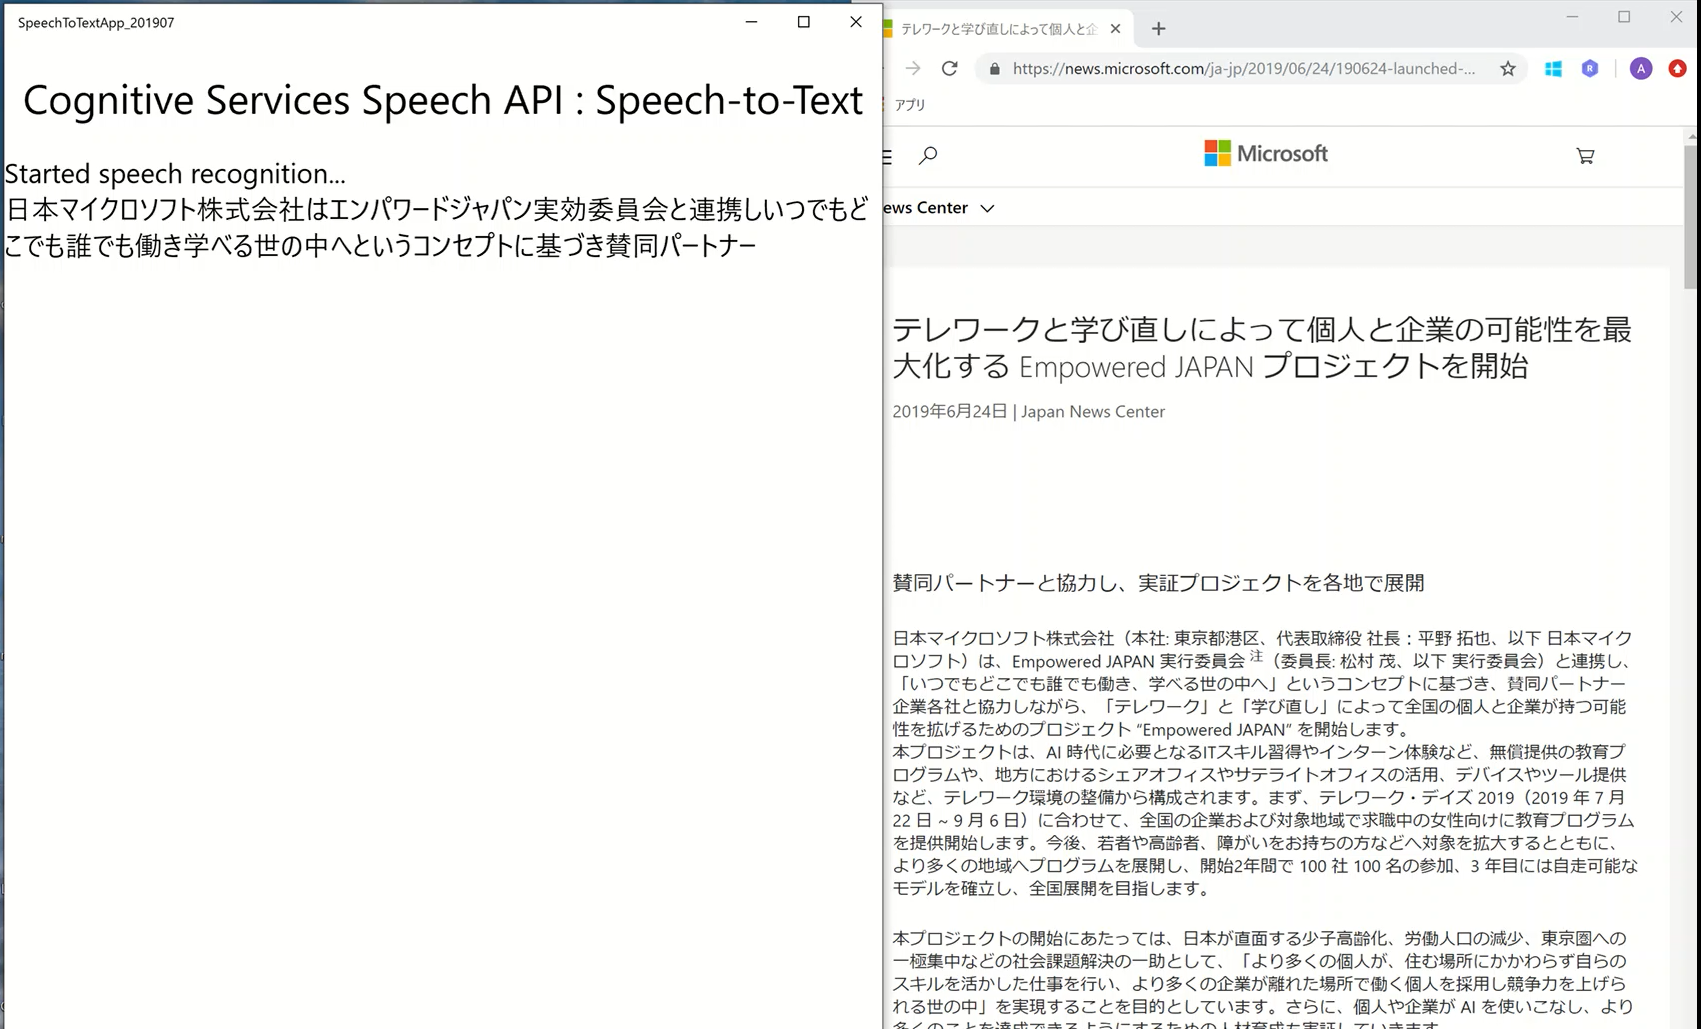 SpeechToTextApp_201907
Cognitive Services Speech API : Speech-to-Text
Started speech recognition...
日本マイクロソフト株式会社はエンパワードジャパン実効委員会と連携しいつでもど
こでも誰でも働き学べる世の中へというコンセプトに基づき賛同パートナー
テレワークと学び直しによって個人と企
https://news.microsoft.com/ja-jp/2019/06/24/190624-launched-...
R
A
アプリ
Microsoft
ews Center
テレワークと学び直しによって個人と企業の可能性を最
大化する Empowered JAPAN プロジェクトを開始
2019年6月24日 | Japan News Center
賛同パートナーと協力し、実証プロジェクトを各地で展開
日本マイクロソフト株式会社（本社: 東京都港区、代表取締役 社長：平野 拓也、以下 日本マイク
ロソフト）は、Empowered JAPAN 実行委員会 注（委員長: 松村 茂、以下 実行委員会）と連携し、
「いつでもどこでも誰でも働き、学べる世の中へ」というコンセプトに基づき、賛同パートナー
企業各社と協力しながら、「テレワーク」と「学び直し」によって全国の個人と企業が持つ可能
性を拡げるためのプロジェクト “Empowered JAPAN” を開始します。
本プロジェクトは、AI 時代に必要となるITスキル習得やインターン体験など、無償提供の教育プ
ログラムや、地方におけるシェアオフィスやサテライトオフィスの活用、デバイスやツール提供
など、テレワーク環境の整備から構成されます。まず、テレワーク・デイズ 2019（2019 年 7 月
22 日 ~ 9 月 6 日）に合わせて、全国の企業および対象地域で求職中の女性向けに教育プログラム
を提供開始します。今後、若者や高齢者、障がいをお持ちの方などへ対象を拡大するとともに、
より多くの地域へプログラムを展開し、開始2年間で 100 社 100 名の参加、3 年目には自走可能な
モデルを確立し、全国展開を目指します。
本プロジェクトの開始にあたっては、日本が直面する少子高齢化、労働人口の減少、東京圏への
一極集中などの社会課題解決の一助として、「より多くの個人が、住む場所にかかわらず自らの
スキルを活かした仕事を行い、より多くの企業が離れた場所で働く個人を採用し競争力を上げら
れる世の中」を実現することを目的としています。さらに、個人や企業が AI を使いこなし、より
多くのことを達成できるようにするための人材育成も実証していきます。